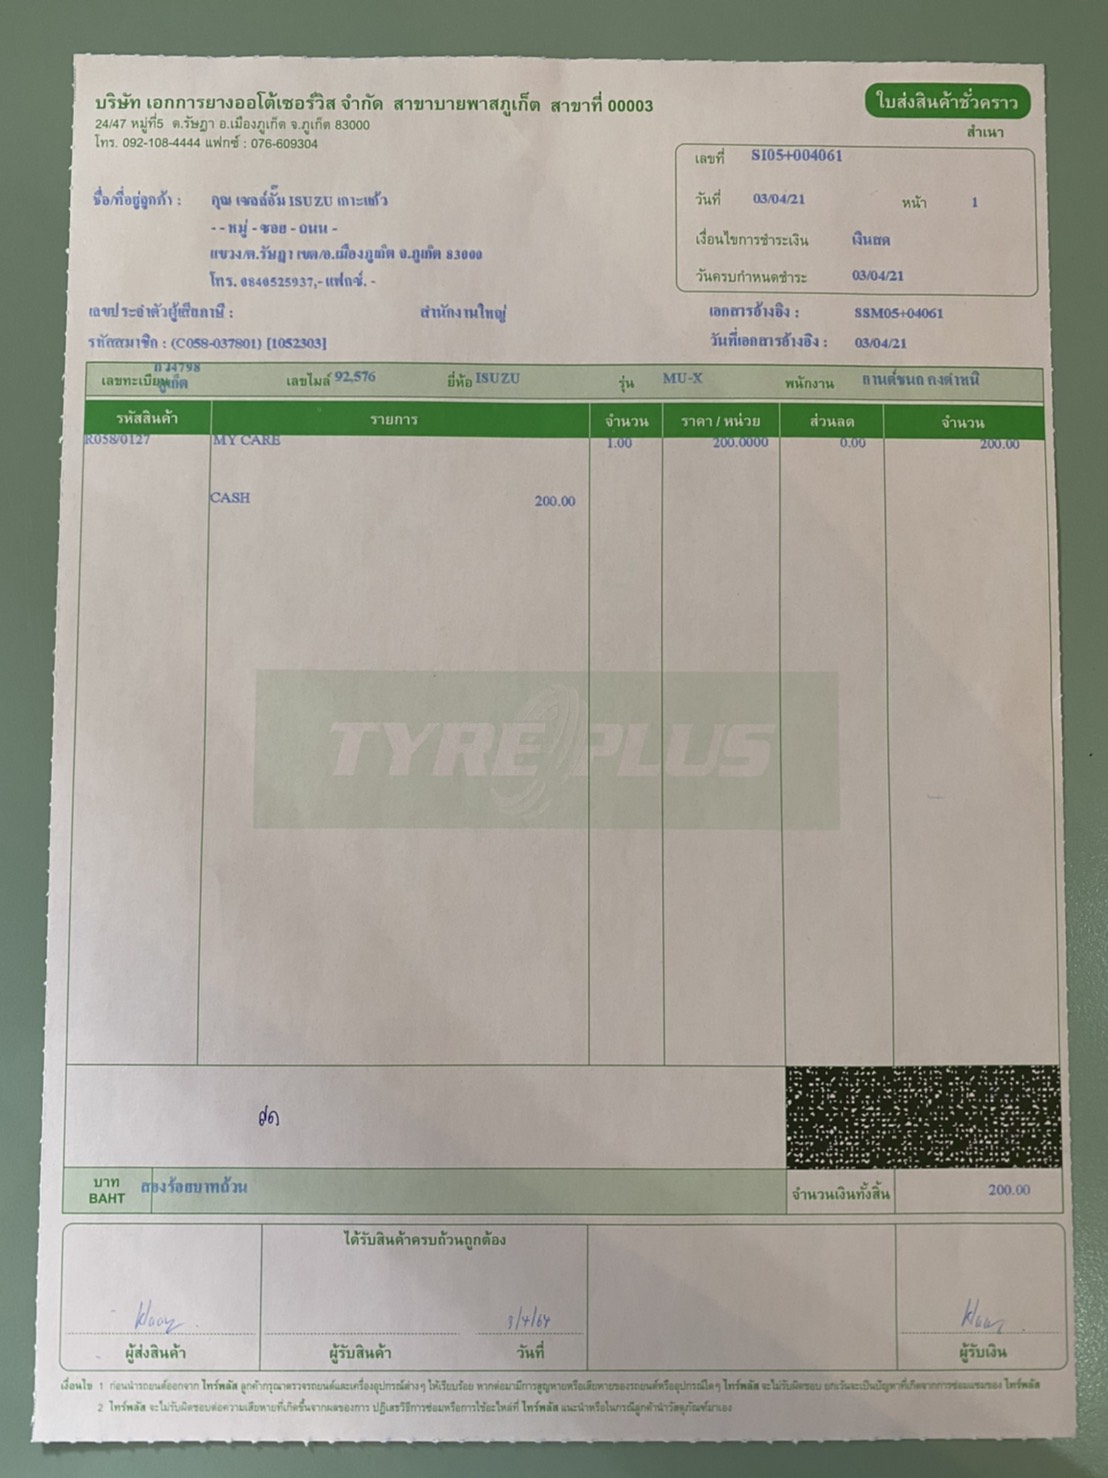 บริษัท เอกการยางออโต้เซอร์วิส จำกัด สาขาบายพาสภูเก็ต สาขาที่ 00003
24/47 หมู่ที่5 ต.รัษฎา อ.เมืองภูเก็ต จ.ภูเก็ต 83000
โทร. 092-108-4444 แฟกซ์ : 076-609304
ใบส่งสินค้าชั่วคราว
สำเนา
เลขที่ SI05+004061
วันที่ 03/04/21 หน้า 1
เงื่อนไขการชำระเงิน เงินสด
วันครบกำหนดชำระ 03/04/21
ชื่อ/ที่อยู่ลูกค้า : คุณ เซลล์อั้ม ISUZU เกาะแก้ว
- - หมู่ - ซอย - ถนน -
แขวง/ต.รัษฎา เขต/อ.เมืองภูเก็ต จ.ภูเก็ต 83000
โทร. 0840525937,- แฟกซ์. -
เลขประจำตัวผู้เสียภาษี : สำนักงานใหญ่
เอกสารอ้างอิง : SSM05+04061
รหัสสมาชิก : (C058-037801) [1052303]
วันที่เอกสารอ้างอิง : 03/04/21
เลขทะเบียน ภูเก็ต เลขไมล์ 92,576 ยี่ห้อ ISUZU รุ่น MU-X พนักงาน กานต์ชนก คงดำหนิ
รหัสสินค้า รายการ จำนวน ราคา / หน่วย ส่วนลด จำนวน
R058/0127 MY CARE 1.00 200.0000 0.00 200.00
CASH 200.00
TYREPLUS
สด
บาท สองร้อยบาทถ้วน จำนวนเงินทั้งสิ้น 200.00
BAHT
ได้รับสินค้าครบถ้วนถูกต้อง
3/4/64
ผู้ส่งสินค้า ผู้รับสินค้า วันที่ ผู้รับเงิน
เงื่อนไข 1 ก่อนนำรถยนต์ออกจาก ไทร์พลัส ลูกค้ากรุณาตรวจรถยนต์และเครื่องอุปกรณ์ต่างๆ ให้เรียบร้อย หากต่อมามีการสูญหายหรือเสียหายของรถยนต์หรืออุปกรณ์ใดๆ ไทร์พลัส จะไม่รับผิดชอบ ยกเว้นจะเป็นปัญหาที่เกิดจากการซ่อมแซมของ ไทร์พลัส
2 ไทร์พลัส จะไม่รับผิดชอบต่อความเสียหายที่เกิดขึ้นจากผลของการ ปฏิเสธวิธีการซ่อมหรือการใช้อะไหล่ที่ ไทร์พลัส แนะนำหรือในกรณีลูกค้านำวัสดุภัณฑ์มาเอง